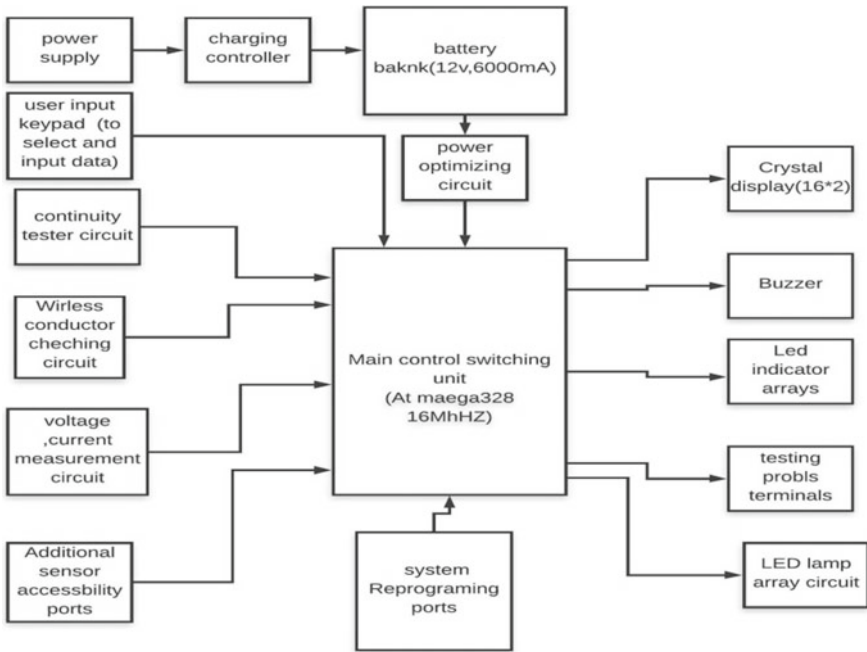 power
supply
charging
controller
battery
baknk(12v,6000mA)
user input
keypad (to
select and
input data)
power
optimizing
circuit
Crystal
display(16*2)
continuity
tester circuit
Buzzer
Wirless
conductor
cheching
circuit
Main control switching
unit
(At maega328
16MhHZ)
Led
indicator
arrays
voltage
,current
measurement
circuit
testing
probls
terminals
Additional
sensor
accessbility
ports
system
Reprograming
ports
LED lamp
array circuit